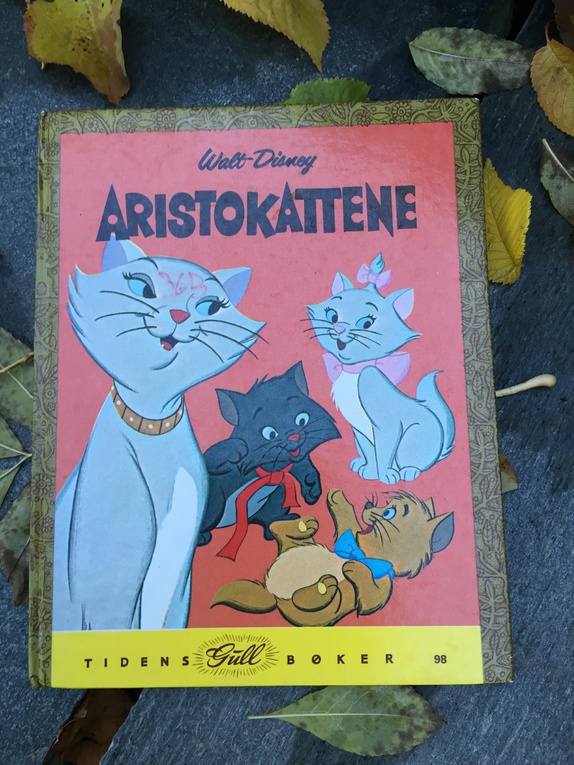 Walt Disney
ARISTOKATTENE
TIDENS Gull BØKER 98